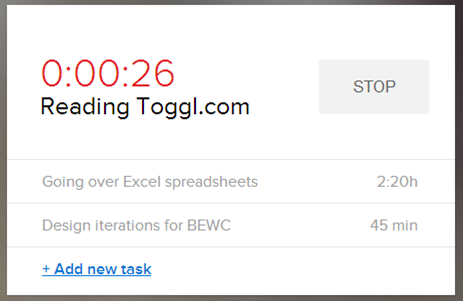 0:00:26
Reading Toggl.com
STOP
Going over Excel spreadsheets 2:20h
Design iterations for BEWC 45 min
+ Add new task